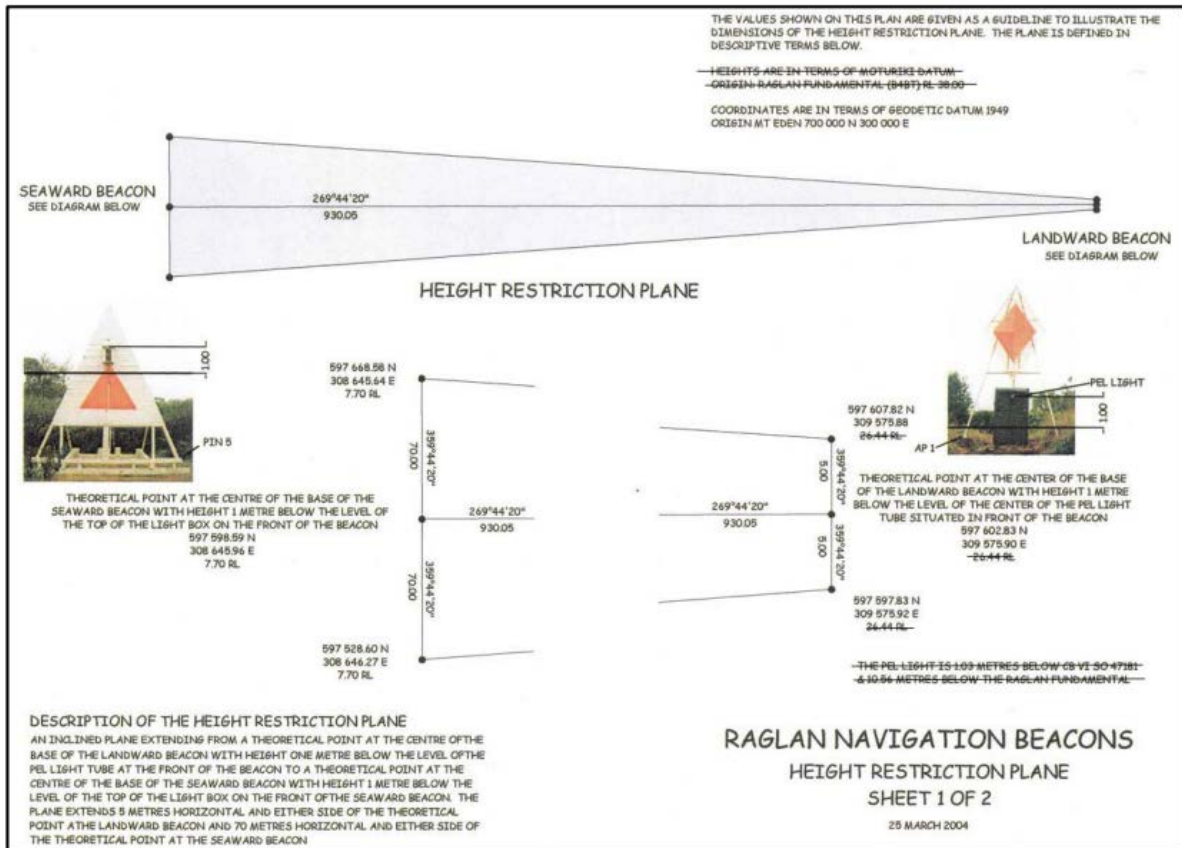 THE VALUES SHOWN ON THIS PLAN ARE GIVEN AS A GUIDELINE TO ILLUSTRATE THE
DIMENSIONS OF THE HEIGHT RESTRICTION PLANE. THE PLANE IS DEFINED IN
DESCRIPTIVE TERMS BELOW.
HEIGHTS ARE IN TERMS OF MOTURIKI DATUM
ORIGIN: RAGLAN FUNDAMENTAL (B4BT) RL 38.00
COORDINATES ARE IN TERMS OF GEODETIC DATUM 1949
ORIGIN MT EDEN 700 000 N 300 000 E
SEAWARD BEACON
SEE DIAGRAM BELOW
269°44'20"
930.05
LANDWARD BEACON
SEE DIAGRAM BELOW
HEIGHT RESTRICTION PLANE
1.00
PIN 5
THEORETICAL POINT AT THE CENTRE OF THE BASE OF THE
SEAWARD BEACON WITH HEIGHT 1 METRE BELOW THE LEVEL OF
THE TOP OF THE LIGHT BOX ON THE FRONT OF THE BEACON
597 598.59 N
308 645.96 E
7.70 RL
597 668.58 N
308 645.64 E
7.70 RL
359°44'20"
70.00
269°44'20"
930.05
359°44'20"
70.00
597 528.60 N
308 646.27 E
7.70 RL
269°44'20"
930.05
359°44'20"
5.00
359°44'20"
5.00
597 607.82 N
309 575.88
26.44 RL
597 597.83 N
309 575.92 E
26.44 RL
PEL LIGHT
1.00
AP 1
THEORETICAL POINT AT THE CENTER OF THE BASE
OF THE LANDWARD BEACON WITH HEIGHT 1 METRE
BELOW THE LEVEL OF THE CENTER OF THE PEL LIGHT
TUBE SITUATED IN FRONT OF THE BEACON
597 602.83 N
309 575.90 E
26.44 RL
THE PEL LIGHT IS 1.03 METRES BELOW CB VI SO 47181
& 10.56 METRES BELOW THE RAGLAN FUNDAMENTAL
DESCRIPTION OF THE HEIGHT RESTRICTION PLANE
AN INCLINED PLANE EXTENDING FROM A THEORETICAL POINT AT THE CENTRE OFTHE
BASE OF THE LANDWARD BEACON WITH HEIGHT ONE METRE BELOW THE LEVEL OFTHE
PEL LIGHT TUBE AT THE FRONT OF THE BEACON TO A THEORETICAL POINT AT THE
CENTRE OF THE BASE OF THE SEAWARD BEACON WITH HEIGHT 1 METRE BELOW THE
LEVEL OF THE TOP OF THE LIGHT BOX ON THE FRONT OFTHE SEAWARD BEACON. THE
PLANE EXTENDS 5 METRES HORIZONTAL AND EITHER SIDE OF THE THEORETICAL
POINT ATHE LANDWARD BEACON AND 70 METRES HORIZONTAL AND EITHER SIDE OF
THE THEORETICAL POINT AT THE SEAWARD BEACON
RAGLAN NAVIGATION BEACONS
HEIGHT RESTRICTION PLANE
SHEET 1 OF 2
25 MARCH 2004